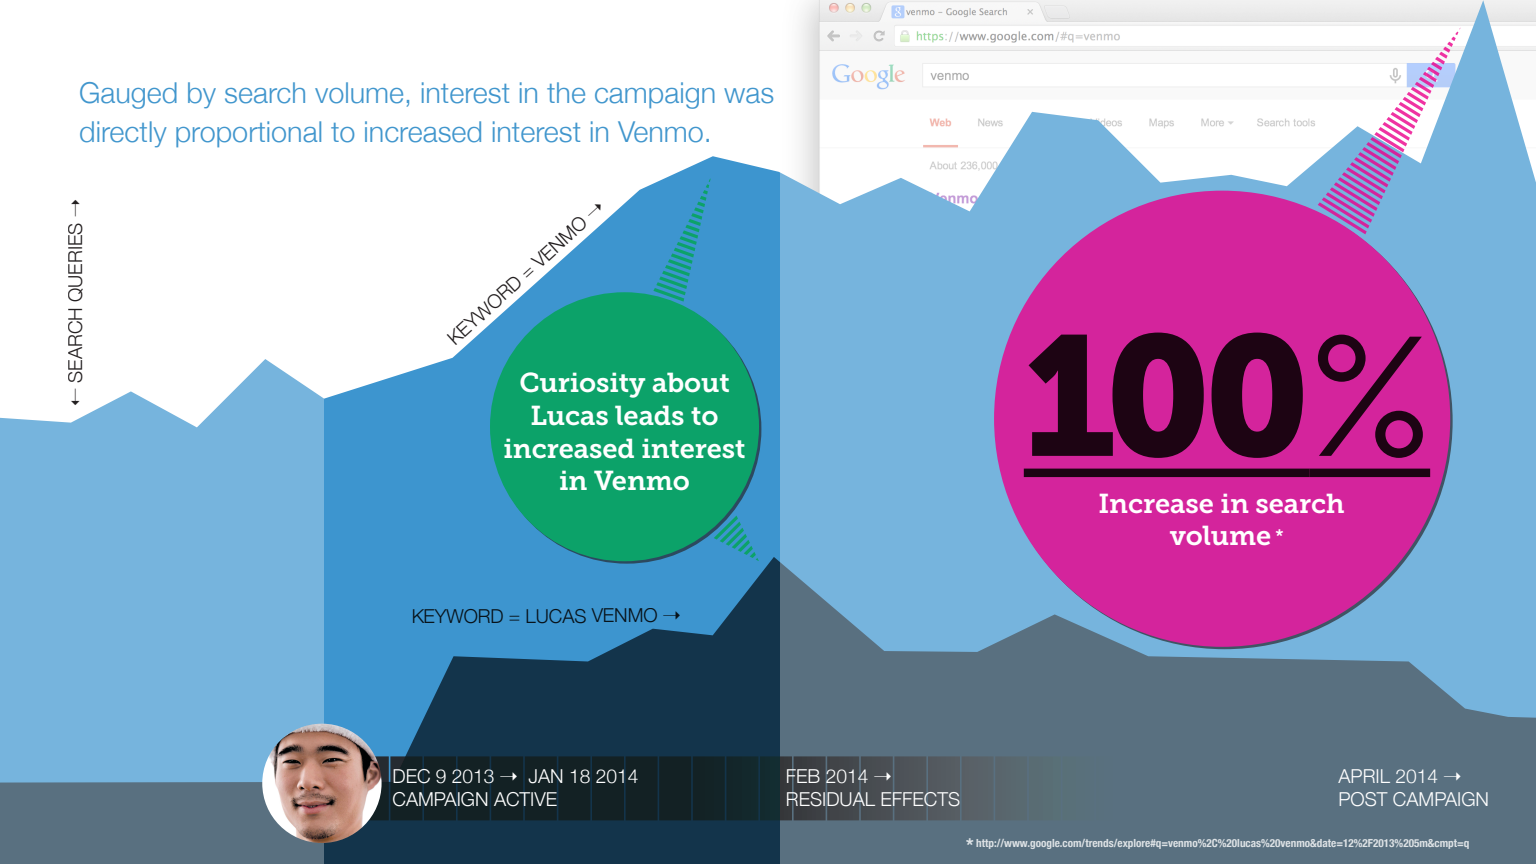 venmo – Google Search
https://www.google.com/#q=venmo
Google
venmo
Web News Maps More Search tools
About 236,000
Gauged by search volume, interest in the campaign was
directly proportional to increased interest in Venmo.
← SEARCH QUERIES →
KEYWORD = VENMO →
Curiosity about
Lucas leads to
increased interest
in Venmo
100%
Increase in search
volume *
KEYWORD = LUCAS VENMO →
DEC 9 2013 → JAN 18 2014
CAMPAIGN ACTIVE
FEB 2014 →
RESIDUAL EFFECTS
APRIL 2014 →
POST CAMPAIGN
* http://www.google.com/trends/explore#q=venmo%2C%20lucas%20venmo&date=12%2F2013%205m&cmpt=q